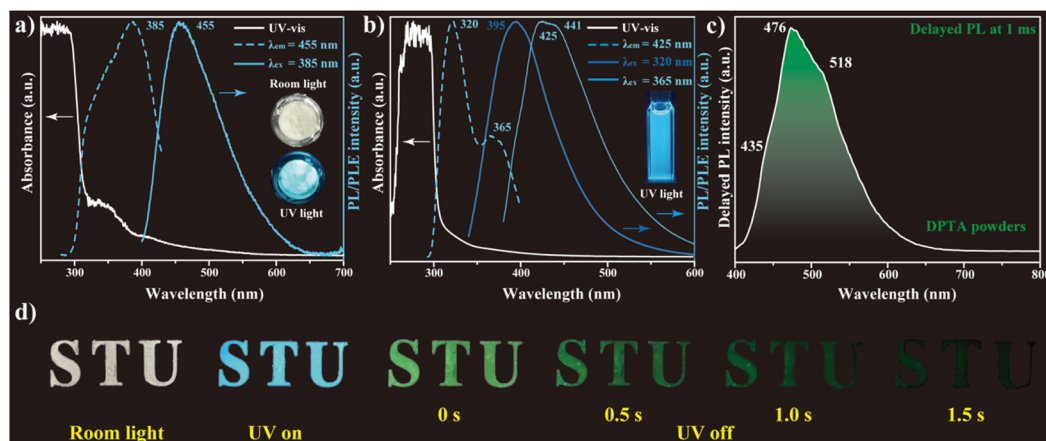 a)
UV-vis
λem = 455 nm
λex = 385 nm
385
455
Room light
UV light
Absorbance (a.u.)
PL/PLE intensity (a.u.)
300 400 500 600 700
Wavelength (nm)
b)
UV-vis
λem = 425 nm
λex = 320 nm
λex = 365 nm
320
395
441
425
365
UV light
Absorbance (a.u.)
PL/PLE intensity (a.u.)
300 400 500 600
Wavelength (nm)
c)
476
Delayed PL at 1 ms
518
435
DPTA powders
Delayed PL intensity (a.u.)
400 500 600 700 800
Wavelength (nm)
d)
STU STU STU STU STU STU
0 s 0.5 s 1.0 s 1.5 s
Room light UV on UV off